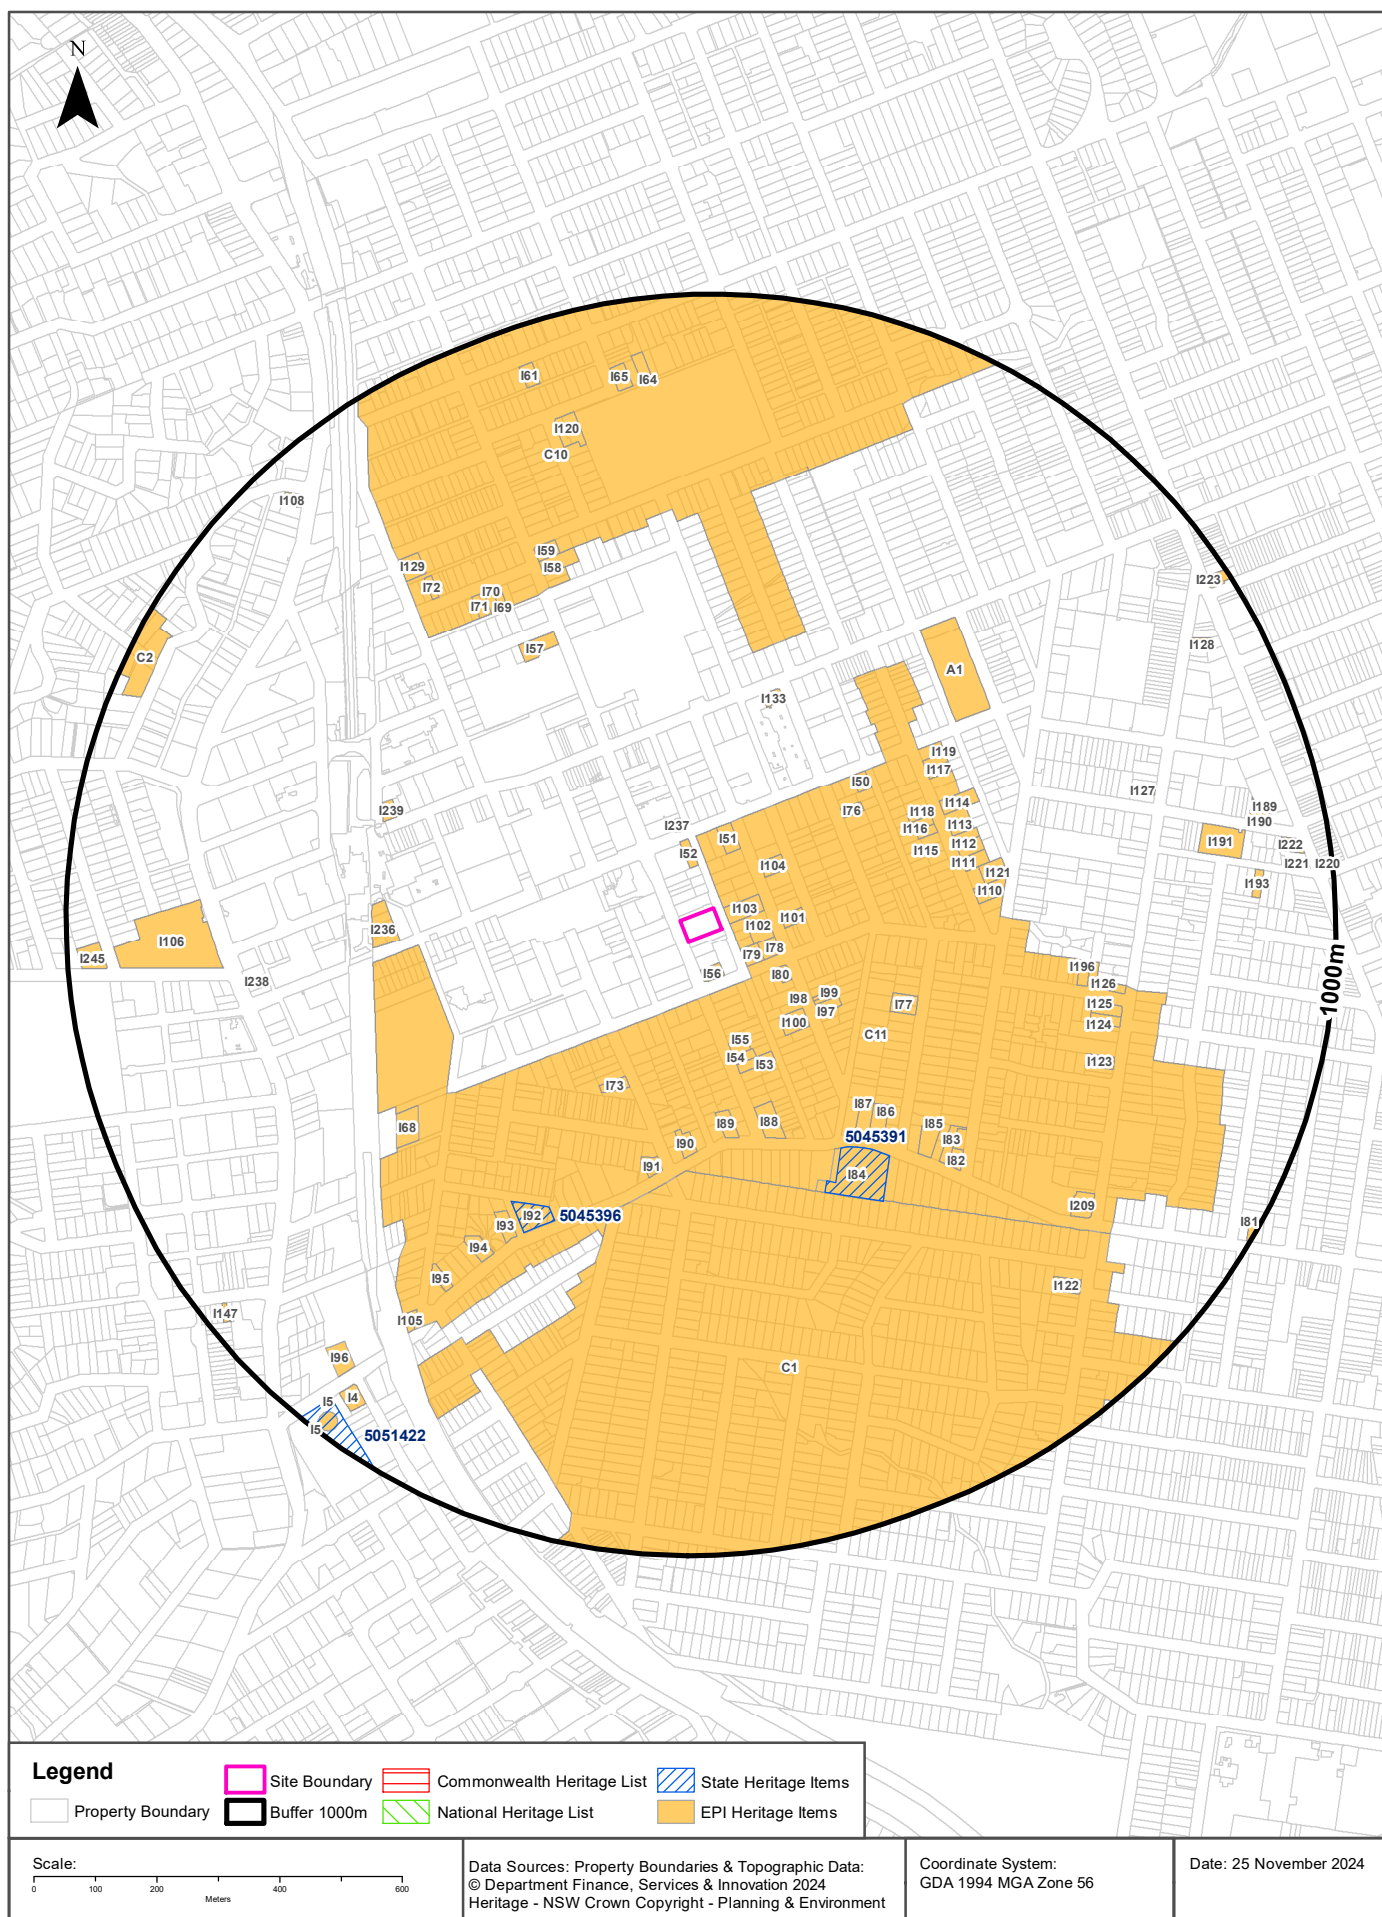 N
I61
I65
I64
I120
C10
I108
I59
I129
I58
I72
I70
I71
I69
I223
I57
I128
C2
A1
I133
I119
I117
I50
I127
I114
I76
I118
I189
I239
I113
I190
I237
I116
I51
I112
I191
I222
I52
I115
I111
I221
I220
I104
I121
I193
I110
I103
I101
I102
I236
I106
I79
I78
I245
I56
I80
I196
I238
I126
I99
I98
I97
I77
I125
1000m
I100
I124
C11
I55
I54
I53
I123
I73
I87
I86
I89
I88
I85
I68
I90
5045391
I83
I91
I82
I84
I92
5045396
I209
I93
I81
I94
I95
I122
I147
I105
I96
C1
I4
I5
I5
5051422
Legend
Site Boundary
Commonwealth Heritage List
State Heritage Items
Property Boundary
Buffer 1000m
National Heritage List
EPI Heritage Items
Scale:
0 100 200 400 600
Meters
Data Sources: Property Boundaries & Topographic Data:
© Department Finance, Services & Innovation 2024
Heritage - NSW Crown Copyright - Planning & Environment
Coordinate System:
GDA 1994 MGA Zone 56
Date: 25 November 2024